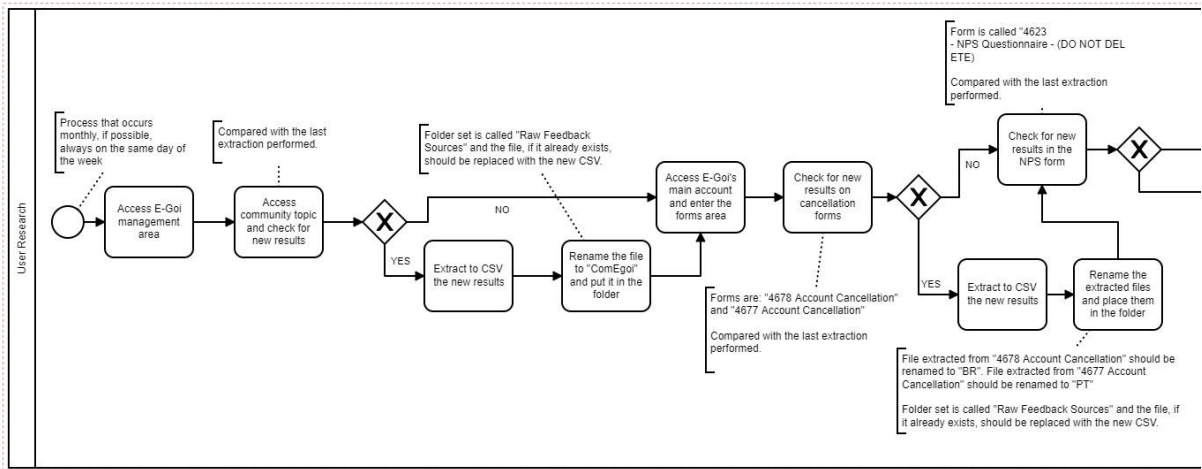 User Research
Process that occurs
monthly, if possible,
always on the same day of
the week
Access E-Goi
management
area
Compared with the last
extraction performed.
Access
community topic
and check for
new results
X
NO
YES
Extract to CSV
the new results
Folder set is called "Raw Feedback
Sources" and the file, if it already exists,
should be replaced with the new CSV.
Rename the file
to "ComEgoi"
and put it in the
folder
Access E-Goi's
main account
and enter the
forms area
Check for new
results on
cancellation
forms
Forms are: "4678 Account Cancellation"
and "4677 Account Cancellation"
Compared with the last extraction
performed.
X
NO
YES
Extract to CSV
the new results
Rename the
extracted files
and place them
in the folder
File extracted from "4678 Account Cancellation" should be
renamed to "BR". File extracted from "4677 Account
Cancellation" should be renamed to "PT"
Folder set is called "Raw Feedback Sources" and the file, if
it already exists, should be replaced with the new CSV.
Form is called "4623
- NPS Questionnaire - (DO NOT DEL
ETE)
Compared with the last extraction
performed.
Check for new
results in the
NPS form
X